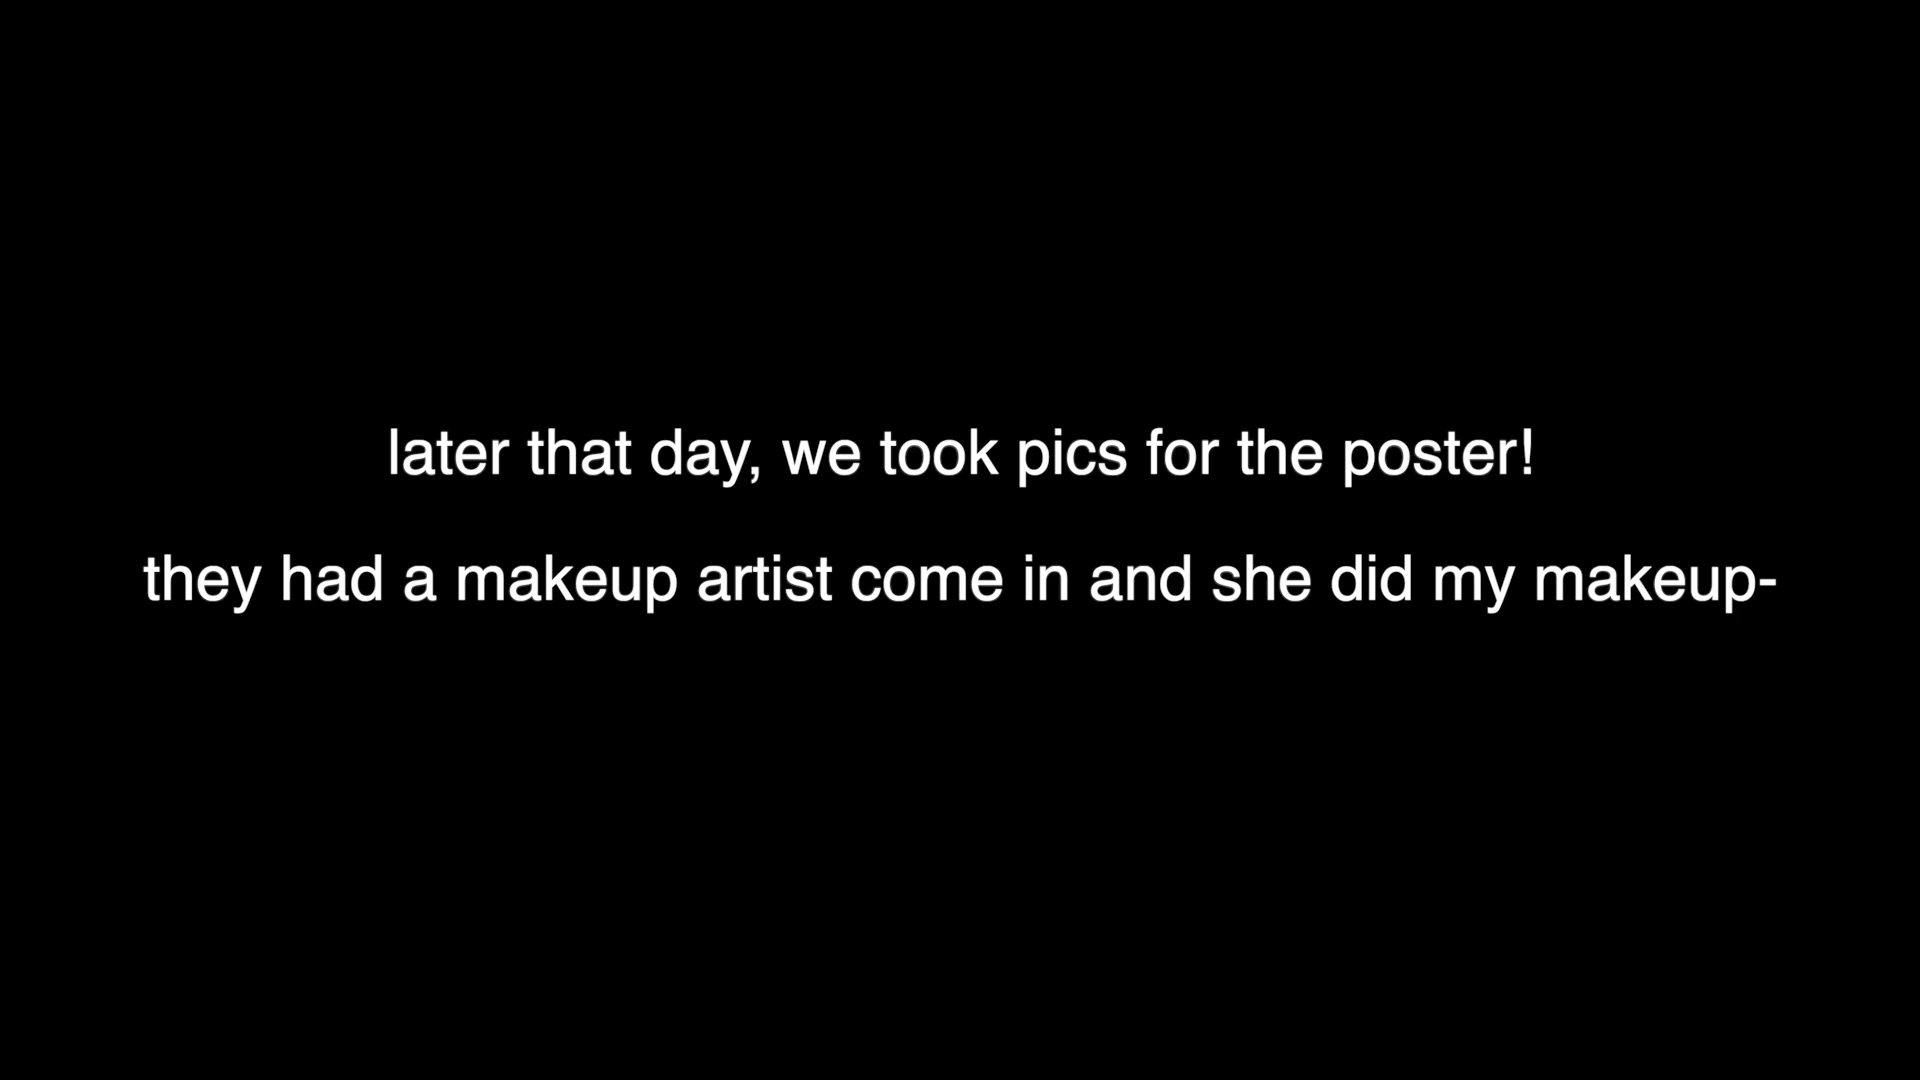 later that day, we took pics for the poster!
they had a makeup artist come in and she did my makeup-